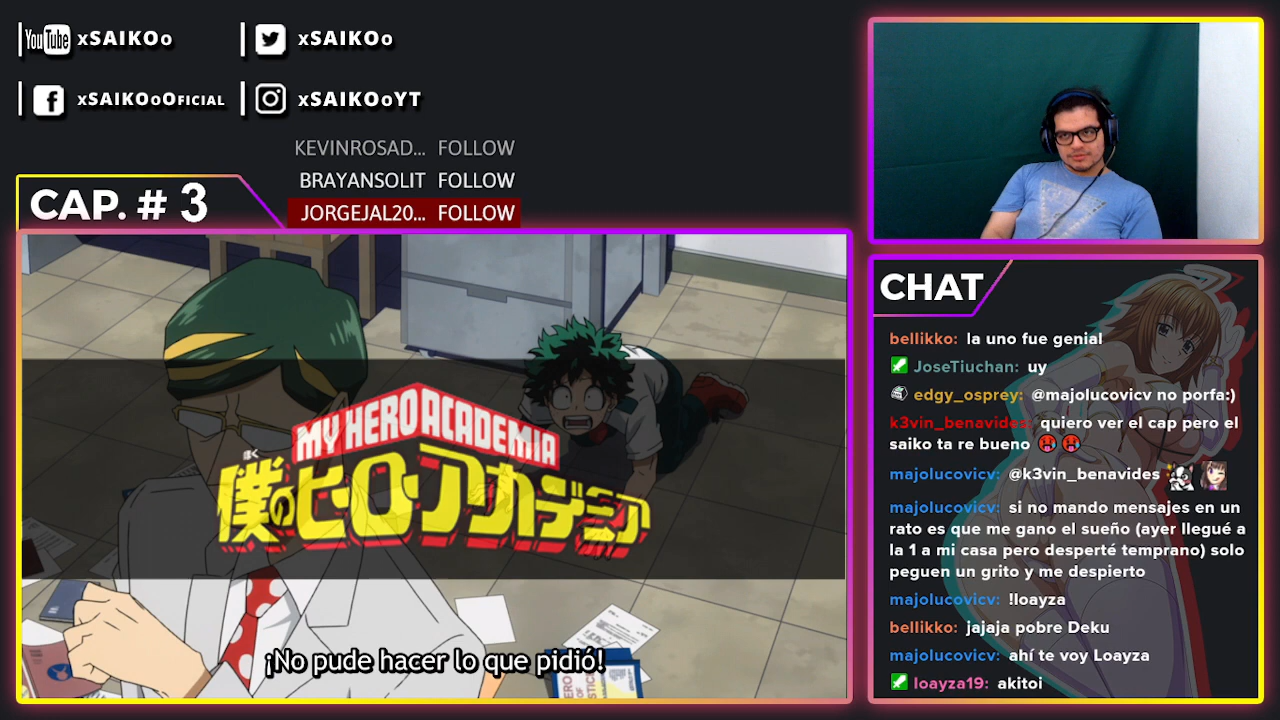 YouTube xSAIKOo
xSAIKOo
xSAIKOoOficial
xSAIKOoYT
KEVINROSAD... FOLLOW
BRAYANSOLIT FOLLOW
JORGEJAL20... FOLLOW
CAP. # 3
MY HERO ACADEMIA
ぼく
僕のヒーローアカデミア
¡No pude hacer lo que pidió!
CHAT
bellikko: la uno fue genial
JoseTiuchan: uy
edgy_osprey: @majolucovicv no porfa:)
k3vin_benavides: quiero ver el cap pero el
saiko ta re bueno
majolucovicv: @k3vin_benavides
majolucovicv: si no mando mensajes en un
rato es que me gano el sueño (ayer llegué a
la 1 a mi casa pero desperté temprano) solo
peguen un grito y me despierto
majolucovicv: !loayza
bellikko: jajaja pobre Deku
majolucovicv: ahí te voy Loayza
loayza19: akitoi